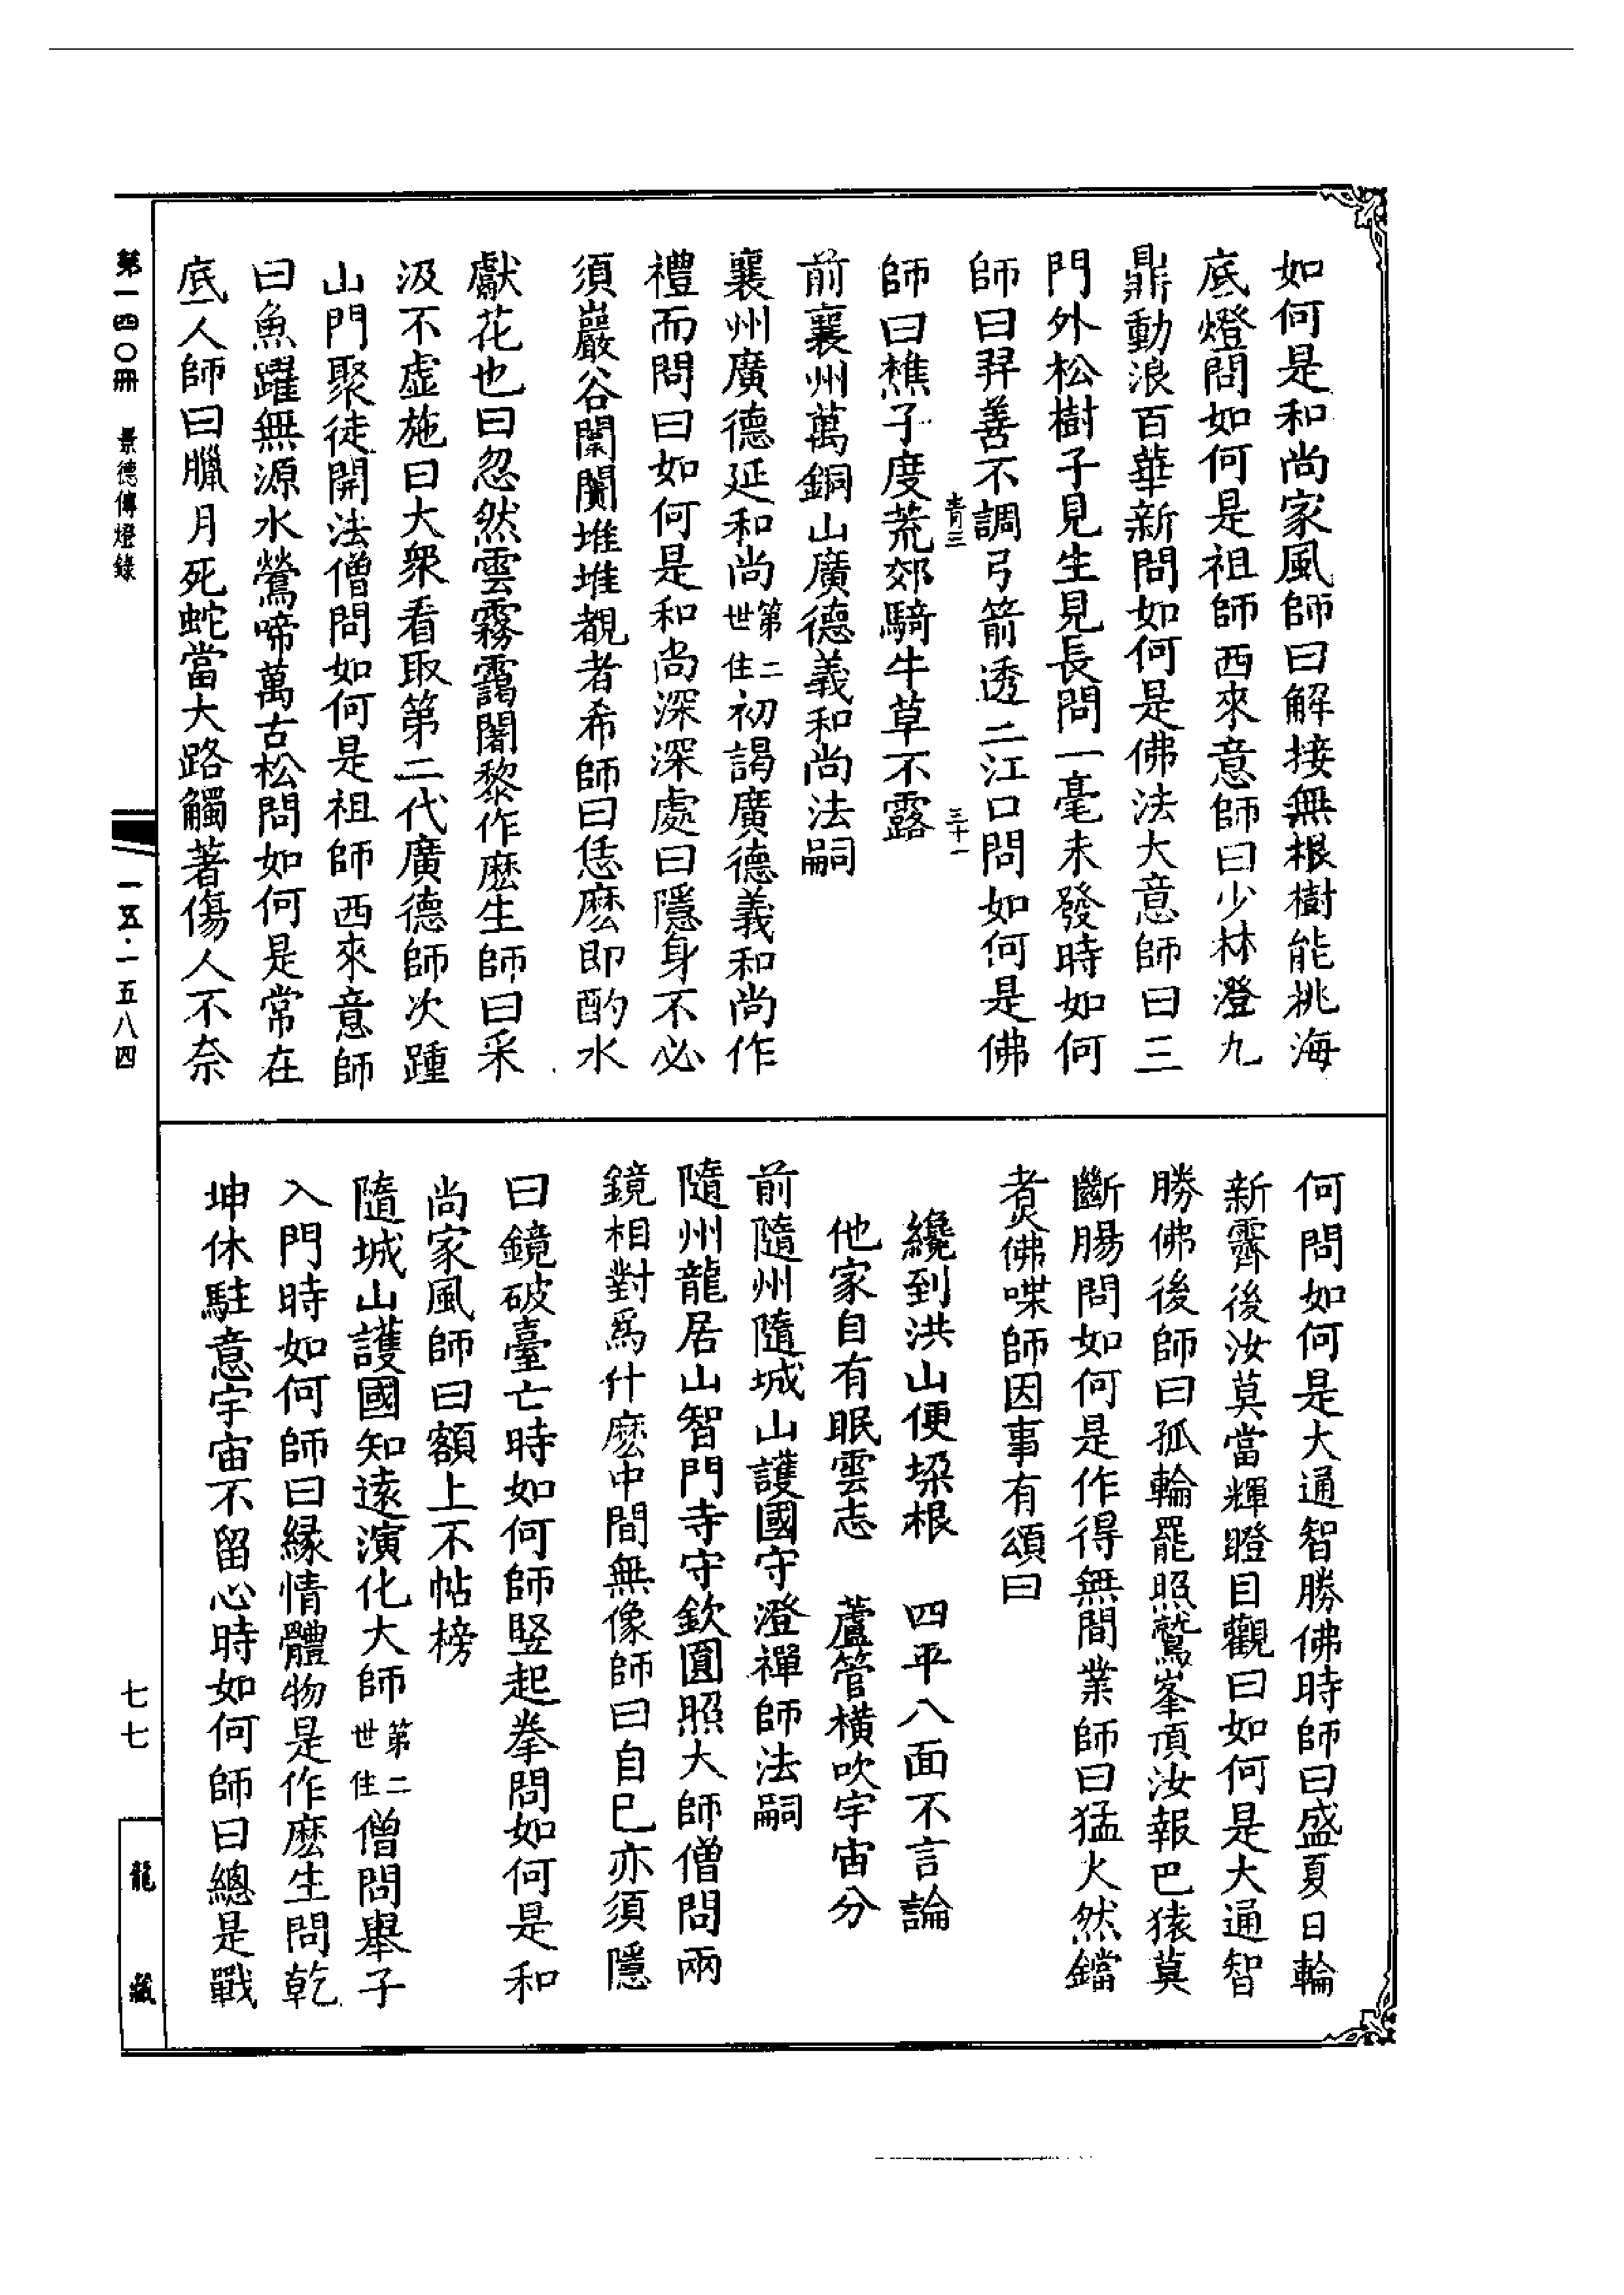 如何是和尚家風師曰解接無根樹能挑海
底燈問如何是祖師西來意師曰少林澄九
鼎動浪百華新問如何是佛法大意師曰三
門外松樹子見生見長問一毫未發時如何
師曰羿善不調弓箭透二江口問如何是佛
青三
三十一
師曰樵子度荒郊騎牛草不露
前襄州萬銅山廣德義和尚法嗣
襄州廣德延和尚第二世住初謁廣德義和尚作
禮而問曰如何是和尚深深處曰隱身不必
須巖谷闤闠堆堆覩者希師曰恁麽即酌水
獻花也曰忽然雲霧靄闍黎作麽生師曰采
汲不虛施曰大衆看取第二代廣德師次踵
山門聚徒開法僧問如何是祖師西來意師
曰魚躍無源水鶯啼萬古松問如何是常在
底人師曰臘月死蛇當大路觸著傷人不奈
何問如何是大通智勝佛時師曰盛夏日輪
新霽後汝莫當輝瞪目觀曰如何是大通智
勝佛後師曰孤輪罷照鷲峯頂汝報巴猿莫
斷腸問如何是作得無間業師曰猛火然鐺
煑佛喋師因事有頌曰
纔到洪山便垜根　四平八面不言論
他家自有眠雲志　蘆管橫吹宇宙分
前隨州隨城山護國守澄禪師法嗣
隨州龍居山智門寺守欽圓照大師僧問兩
鏡相對爲什麽中間無像師曰自巳亦須隱
曰鏡破臺亡時如何師竪起拳問如何是和
尚家風師曰額上不帖榜
隨城山護國知遠演化大師第二世住僧問舉子
入門時如何師曰緣情體物是作麽生問乾
坤休駐意宇宙不留心時如何師曰總是戰
第一四〇冊　景德傳燈錄
一五·一五八四
七七
龍藏